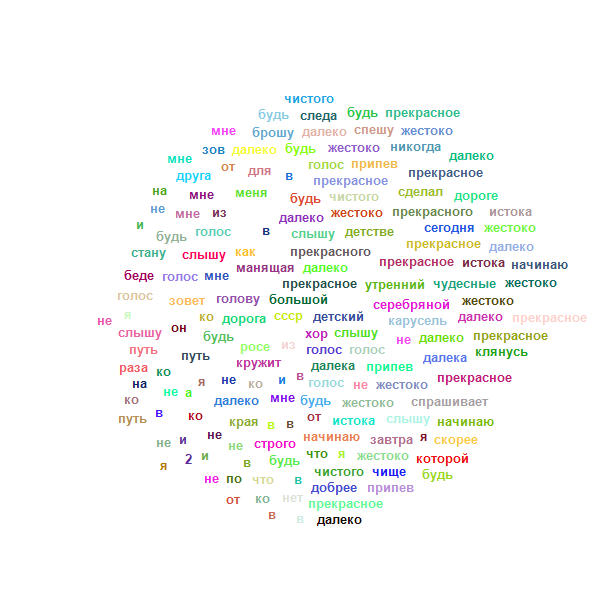 чистого
будь следа будь прекрасное
мне брошу далеко спешу жестоко
зов далеко будь жестоко никогда
мне далеко
друга от для голос припев
в прекрасное прекрасное
на мне меня будь чистого сделал дороге
не мне из далеко жестоко прекрасного истока
и будь голос в слышу детстве сегодня жестоко
стану слышу как прекрасного прекрасное далеко
беде голос мне манящая далеко прекрасное истока начинаю
прекрасное утренний чудесные жестоко
голос зовет голову большой серебряной жестоко
не я ко дорога ссср детский карусель далеко прекрасное
слышу он будь хор слышу не далеко прекрасное
путь путь росе из голос голос далека клянусь
раза ко кружит далека припев
на я не ко и в голос не жестоко прекрасное
ко не а далеко мне будь жестоко спрашивает
путь в ко края в в от истока слышу начинаю
не и не не строго начинаю завтра я скорее
я 2 и в будь что я жестоко которой
не по что в чистого чище будь
добрее припев
от ко нет прекрасное
в в далеко